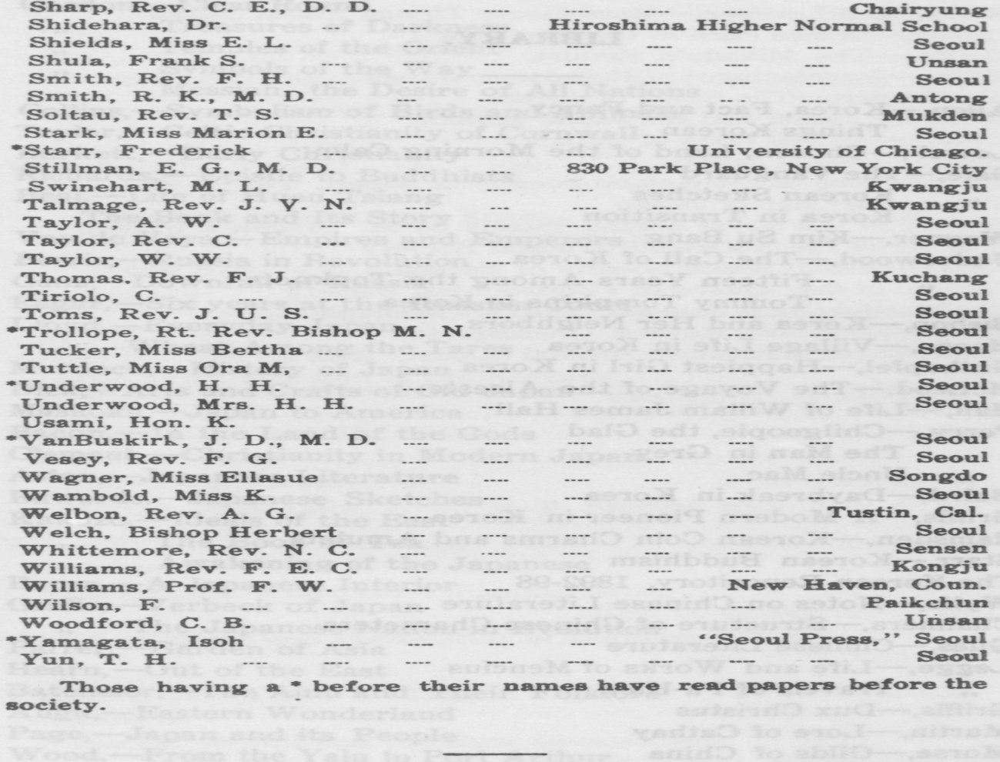 Sharp, Rev. C. E., D. D. .... .... .... .... .... Chairyung
Shidehara, Dr. .... .... Hiroshima Higher Normal School
Shields, Miss E. L. .... .... .... .... .... .... Seoul
Shula, Frank S. .... .... .... .... .... .... Unsan
Smith, Rev. F. H. .... .... .... .... .... .... .... Seoul
Smith, R. K., M. D. .... .... .... .... .... .... Antong
Soltau, Rev. T S. .... .... .... .... .... .... Mukden
Stark, Miss Marion E. .... .... .... .... .... .... Seoul
*Starr, Frederick .... .... .... .... University of Chicago.
Stillman, E. G., M. D. .... .... 830 Park Place, New York City
Swinehart, M. L. .... .... .... .... .... Kwangju
Talmage, Rev. J. V. N. .... .... .... .... .... Kwangju
Taylor, A. W. .... .... .... .... .... .... .... Seoul
Taylor, Rev. C. .... .... .... .... .... .... .... Seoul
Taylor, W. W. .... .... .... .... .... .... .... Seoul
Thomas. Rev. F. J. .... .... .... .... .... .... Kuchang
Tiriolo, C. .... .... .... .... .... .... .... .... Seoul
Toms, Rev. J. U. S. .... .... .... .... .... .... Seoul
*Trollope, Rt. Rev. Bishop M. N. .... .... .... .... Seoul
Tucker, Miss Bertha .... .... .... .... .... .... .... Seoul
Tuttle, Miss Ora M, .... .... .... .... .... .... .... Seoul
*Underwood, H. H. .... .... .... .... .... .... .... Seoul
Underwood, Mrs. H. H. .... .... .... .... .... .... Seoul
Usami, Hon. K.
*VanBuskirk, J. D., M. D. .... .... .... .... .... .... Seoul
Vesey, Rev. F. G. .... .... .... .... .... .... .... Seoul
Wagner, Miss Ellasue .... .... .... .... .... .... Songdo
Wambold, Miss K. .... .... .... .... .... .... .... Seoul
Welbon, Rev. A. G. .... .... .... .... .... Tustin, Cal.
Welch, Bishop Herbert .... .... .... .... .... .... Seoul
Whittemore, Rev. N. C. .... .... .... .... .... .... Sensen
Williams, Rev. F. E. C. .... .... .... .... .... .... Kongju
Williams, Prof. F. W. .... .... .... .... New Haven, Coun.
Wilson, F. .... .... .... .... .... .... .... Paikchun
Woodford, C. B. .... .... .... .... .... .... .... Unsan
*Yamagata, Isoh .... .... .... .... .... "Seoul Press," Seoul
Yun, T. H. .... .... .... .... .... .... .... .... Seoul
Those having a * before their names have read papers before the
society.